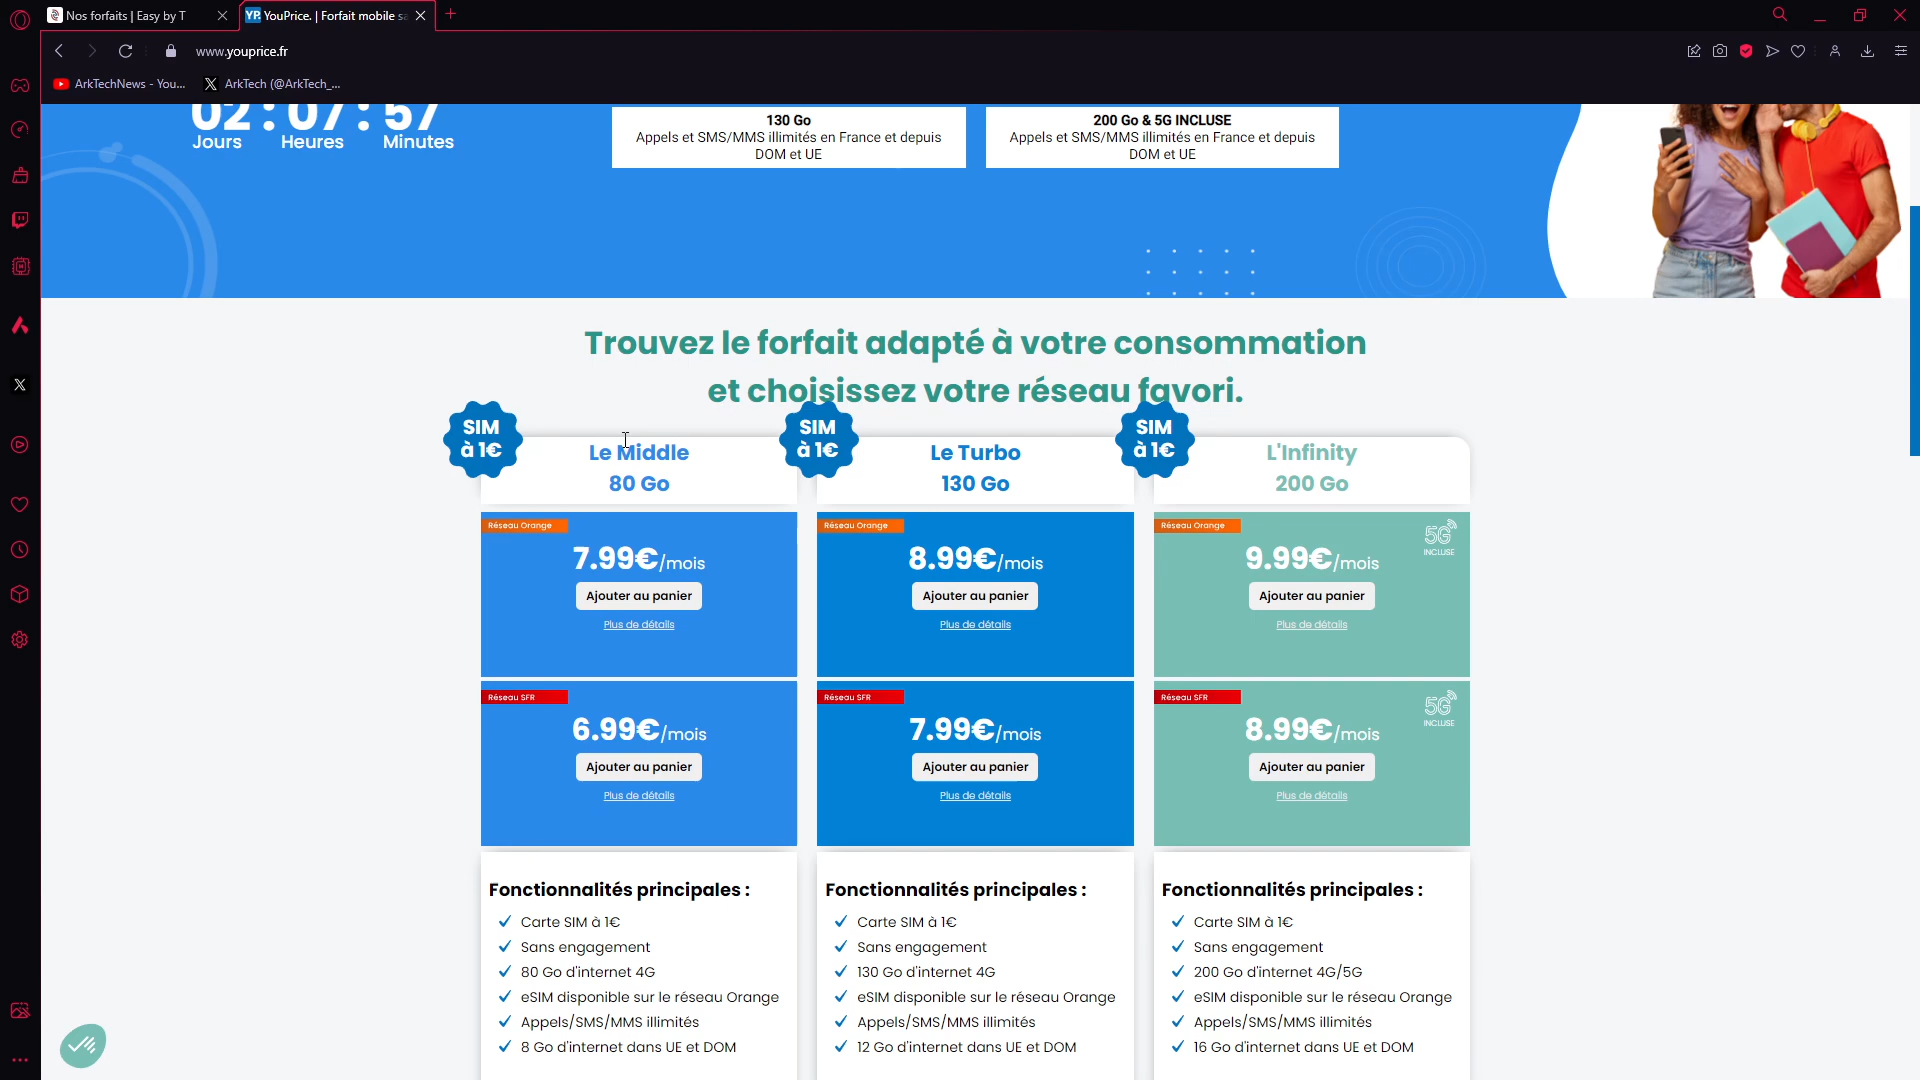 Nos forfaits | Easy by T
YP. YouPrice. | Forfait mobile sa
www.youprice.fr
ArkTechNews - You...
ArkTech (@ArkTech_...
02 : 07 : 57
Jours Heures Minutes
130 Go
Appels et SMS/MMS illimités en France et depuis
DOM et UE
200 Go & 5G INCLUSE
Appels et SMS/MMS illimités en France et depuis
DOM et UE
Trouvez le forfait adapté à votre consommation
et choisissez votre réseau favori.
SIM
à 1€
Le Middle
80 Go
SIM
à 1€
Le Turbo
130 Go
SIM
à 1€
L'Infinity
200 Go
Réseau Orange
7.99€/mois
Ajouter au panier
Plus de détails
Réseau Orange
8.99€/mois
Ajouter au panier
Plus de détails
Réseau Orange
5G
INCLUSE
9.99€/mois
Ajouter au panier
Plus de détails
Réseau SFR
6.99€/mois
Ajouter au panier
Plus de détails
Réseau SFR
7.99€/mois
Ajouter au panier
Plus de détails
Réseau SFR
5G
INCLUSE
8.99€/mois
Ajouter au panier
Plus de détails
Fonctionnalités principales :
Carte SIM à 1€
Sans engagement
80 Go d'internet 4G
eSIM disponible sur le réseau Orange
Appels/SMS/MMS illimités
8 Go d'internet dans UE et DOM
Fonctionnalités principales :
Carte SIM à 1€
Sans engagement
130 Go d'internet 4G
eSIM disponible sur le réseau Orange
Appels/SMS/MMS illimités
12 Go d'internet dans UE et DOM
Fonctionnalités principales :
Carte SIM à 1€
Sans engagement
200 Go d'internet 4G/5G
eSIM disponible sur le réseau Orange
Appels/SMS/MMS illimités
16 Go d'internet dans UE et DOM